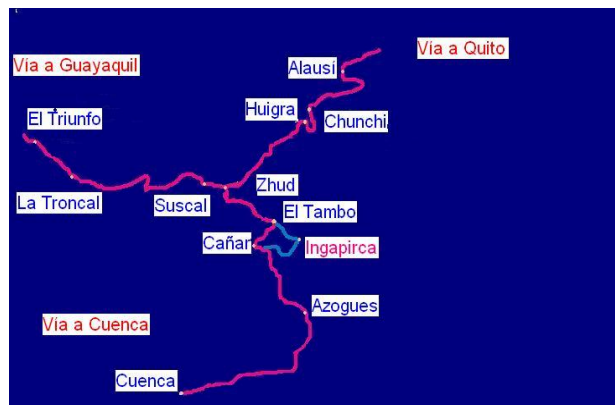 Vía a Quito
Vía a Guayaquil
Alausí
Huigra
Chunchi
El Triunfo
Zhud
La Troncal
Suscal
El Tambo
Cañar
Ingapirca
Azogues
Vía a Cuenca
Cuenca